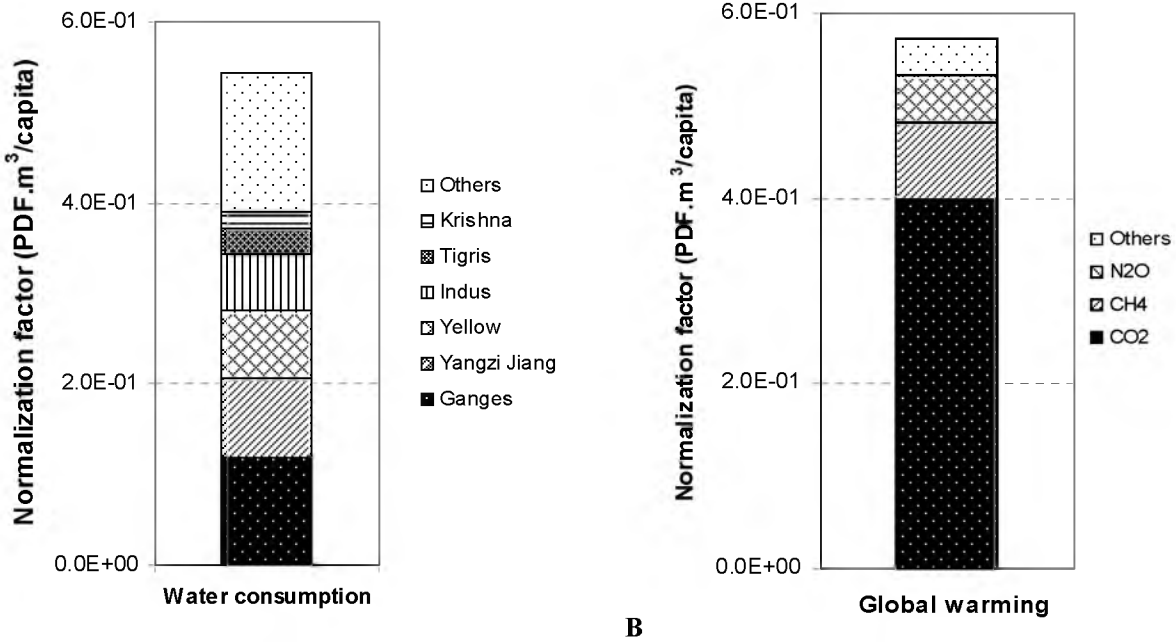 Normalization factor (PDF.m³/capita)
6.0E-01
4.0E-01
2.0E-01
0.0E+00
Water consumption
Others
Krishna
Tigris
Indus
Yellow
Yangzi Jiang
Ganges
Normalization factor (PDF.m³/capita)
6.0E-01
4.0E-01
2.0E-01
0.0E+00
Global warming
Others
N2O
CH4
CO2
B